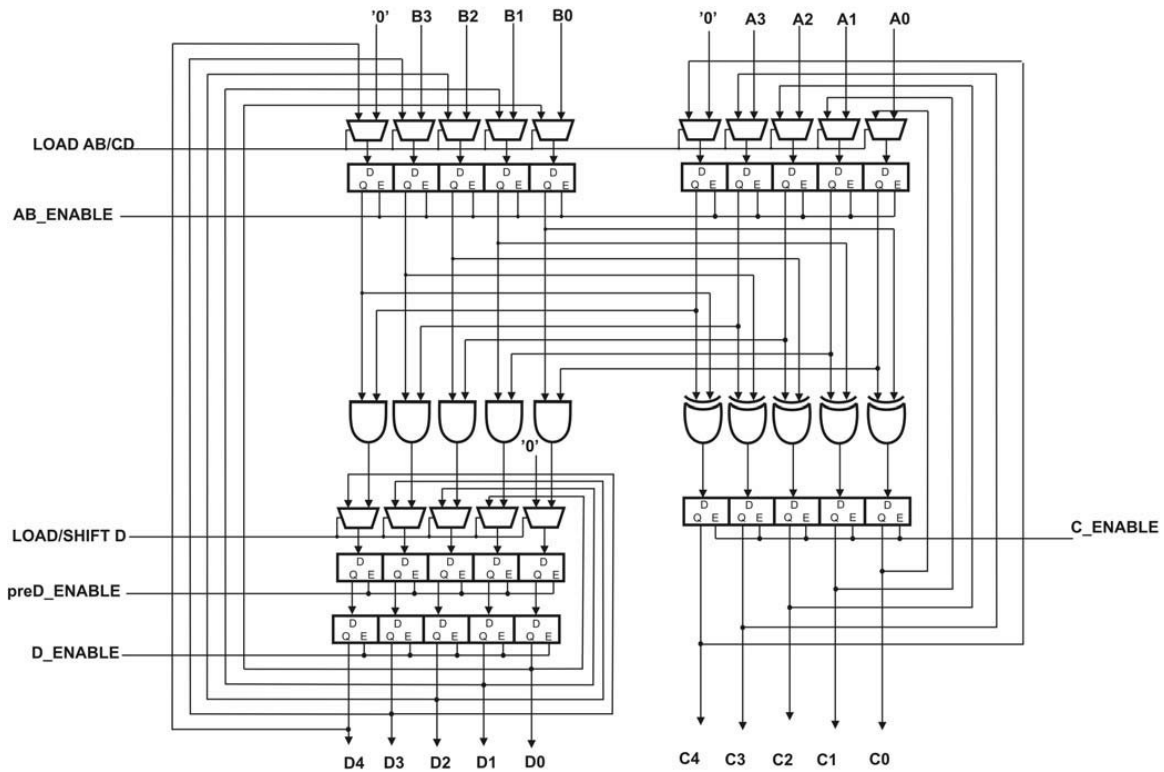 '0' B3 B2 B1 B0 '0' A3 A2 A1 A0
LOAD AB/CD
D D D D D D D D D D
Q E Q E Q E Q E Q E Q E Q E Q E Q E Q E
AB_ENABLE
'0'
D D D D D
Q E Q E Q E Q E Q E
LOAD/SHIFT D
C_ENABLE
D D D D D
Q E Q E Q E Q E Q E
preD_ENABLE
D D D D D
Q E Q E Q E Q E Q E
D_ENABLE
D4 D3 D2 D1 D0 C4 C3 C2 C1 C0